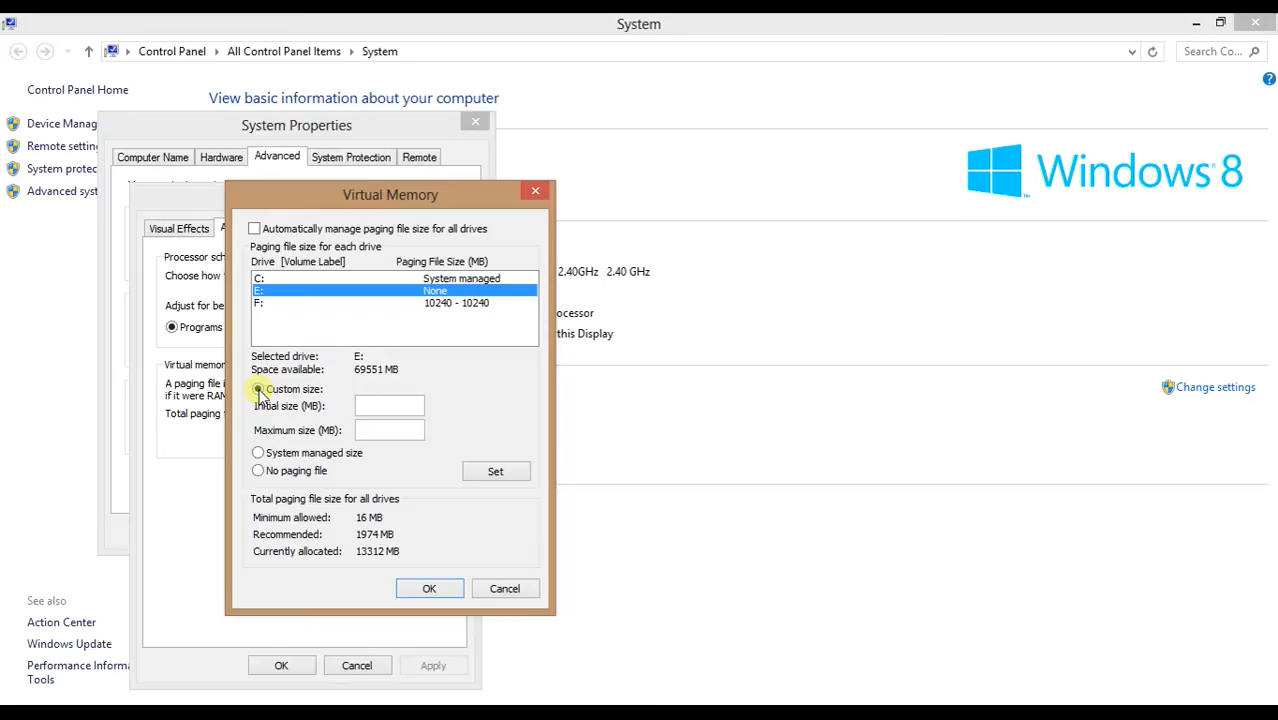 System
Control Panel All Control Panel Items System
Search Co...
Control Panel Home
View basic information about your computer
Device Manag
Remote setting
System protec
Advanced syst
System Properties
Computer Name Hardware Advanced System Protection Remote
Windows 8
Visual Effects
Processor sch
Choose how
Adjust for be
Programs
Virtual memor
A paging file i
if it were RAM
Total paging
Virtual Memory
Automatically manage paging file size for all drives
Paging file size for each drive
Drive [Volume Label] Paging File Size (MB)
C: System managed
E: None
F: 10240 - 10240
Selected drive: E:
Space available: 69551 MB
Custom size:
Initial size (MB):
Maximum size (MB):
System managed size
No paging file
Set
Total paging file size for all drives
Minimum allowed: 16 MB
Recommended: 1974 MB
Currently allocated: 13312 MB
OK Cancel
2.40GHz 2.40 GHz
ocessor
this Display
Change settings
See also
Action Center
Windows Update
Performance Informa
Tools
OK Cancel Apply